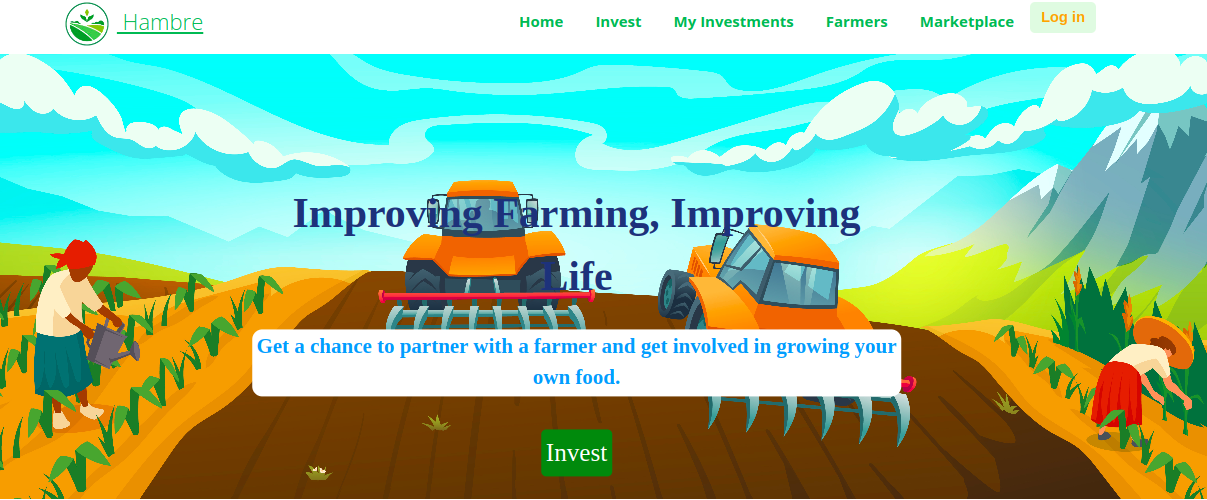 Hambre
Home Invest My Investments Farmers Marketplace Log in
Improving Farming, Improving
Life
Get a chance to partner with a farmer and get involved in growing your
own food.
Invest